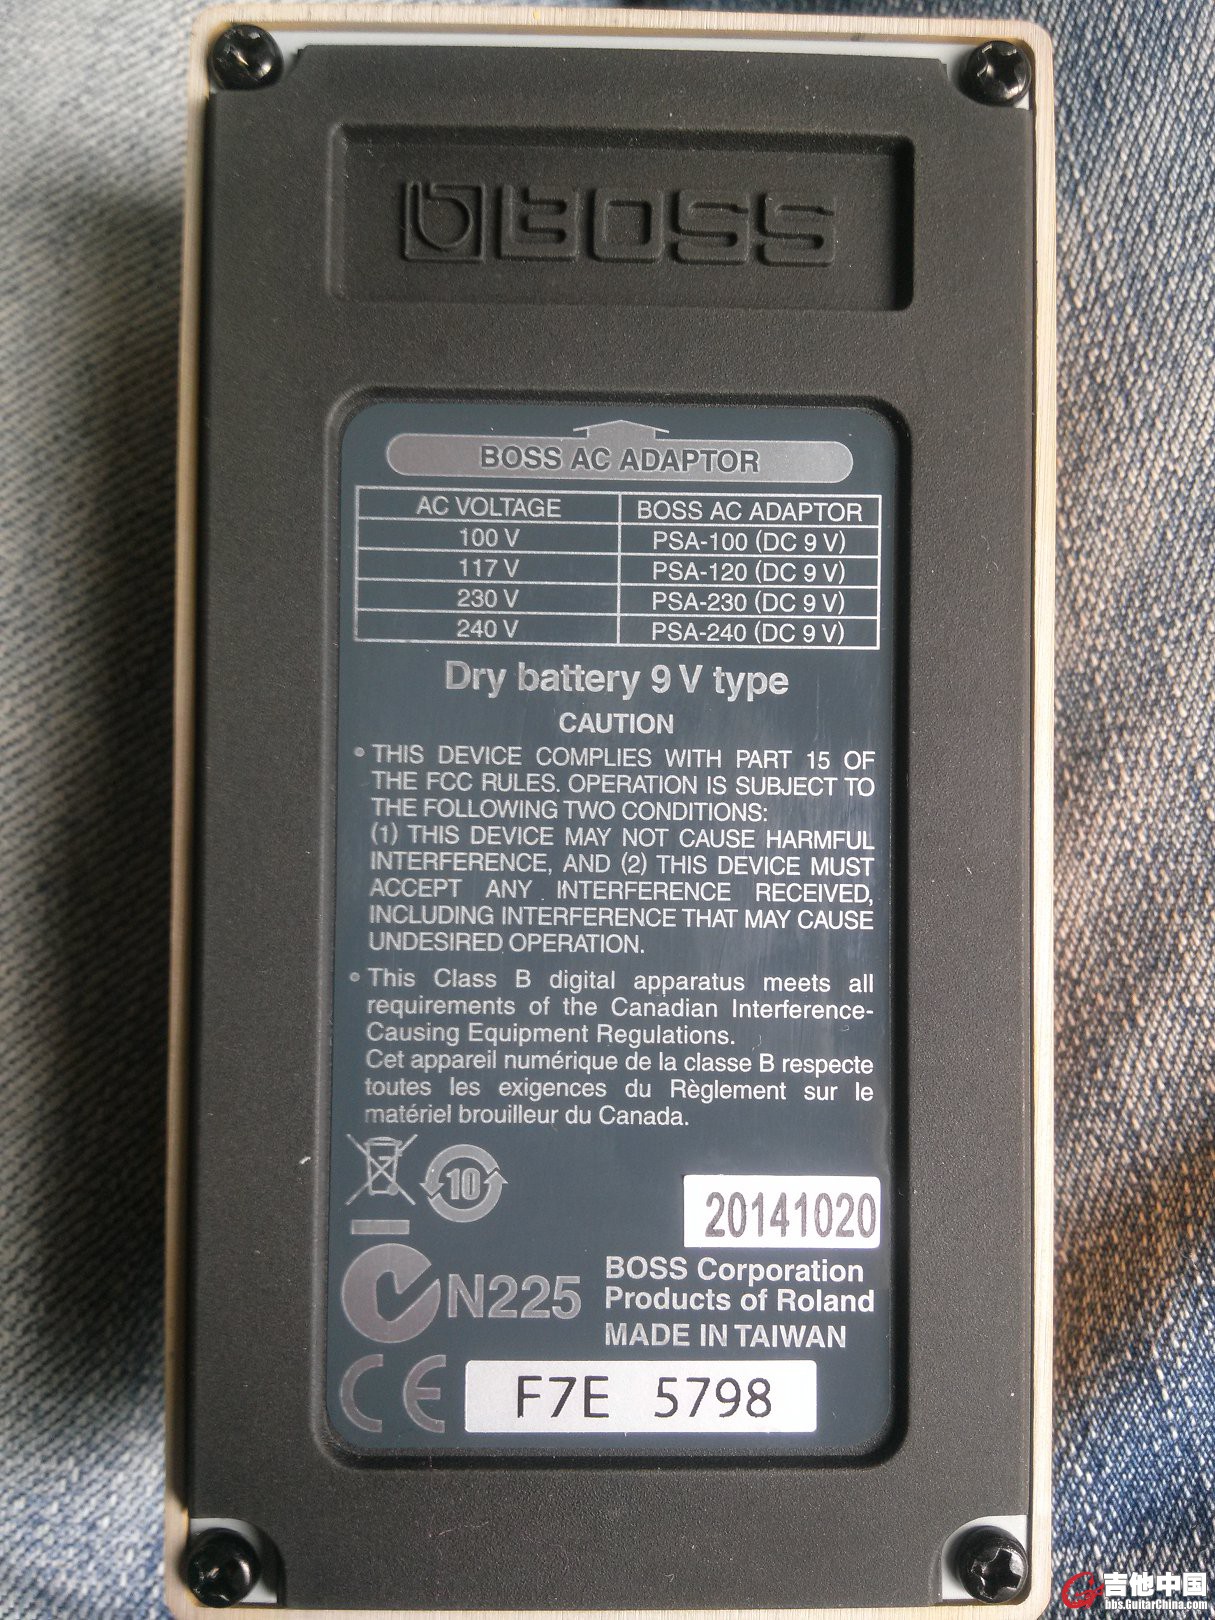 BOSS
BOSS AC ADAPTOR
AC VOLTAGE BOSS AC ADAPTOR
100 V PSA-100 (DC 9 V)
117 V PSA-120 (DC 9 V)
230 V PSA-230 (DC 9 V)
240 V PSA-240 (DC 9 V)
Dry battery 9 V type
CAUTION
• THIS DEVICE COMPLIES WITH PART 15 OF
THE FCC RULES. OPERATION IS SUBJECT TO
THE FOLLOWING TWO CONDITIONS:
(1) THIS DEVICE MAY NOT CAUSE HARMFUL
INTERFERENCE, AND (2) THIS DEVICE MUST
ACCEPT ANY INTERFERENCE RECEIVED,
INCLUDING INTERFERENCE THAT MAY CAUSE
UNDESIRED OPERATION.
• This Class B digital apparatus meets all
requirements of the Canadian Interference-
Causing Equipment Regulations.
Cet appareil numérique de la classe B respecte
toutes les exigences du Règlement sur le
matériel brouilleur du Canada.
10
20141020
N225
BOSS Corporation
Products of Roland
MADE IN TAIWAN
CE
F7E 5798
吉他中国
bbs.GuitarChina.com